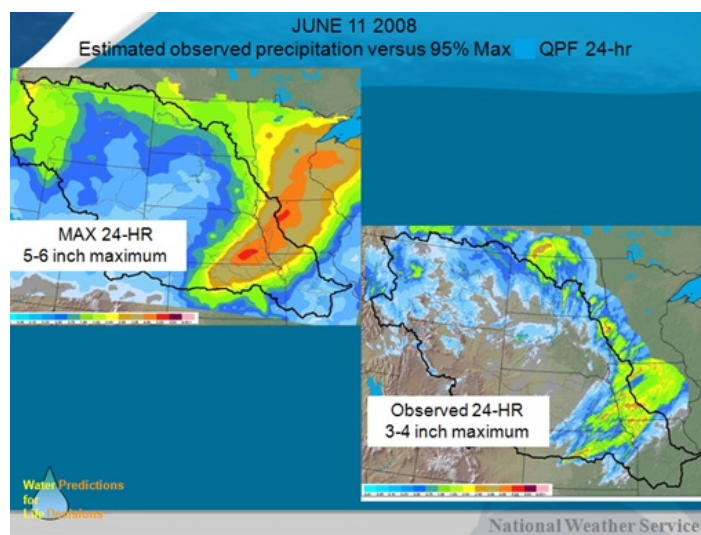 JUNE 11 2008
Estimated observed precipitation versus 95% Max QPF 24-hr
MAX 24-HR
5-6 inch maximum
Observed 24-HR
3-4 inch maximum
Water Predictions
for
Life Decisions
National Weather Service